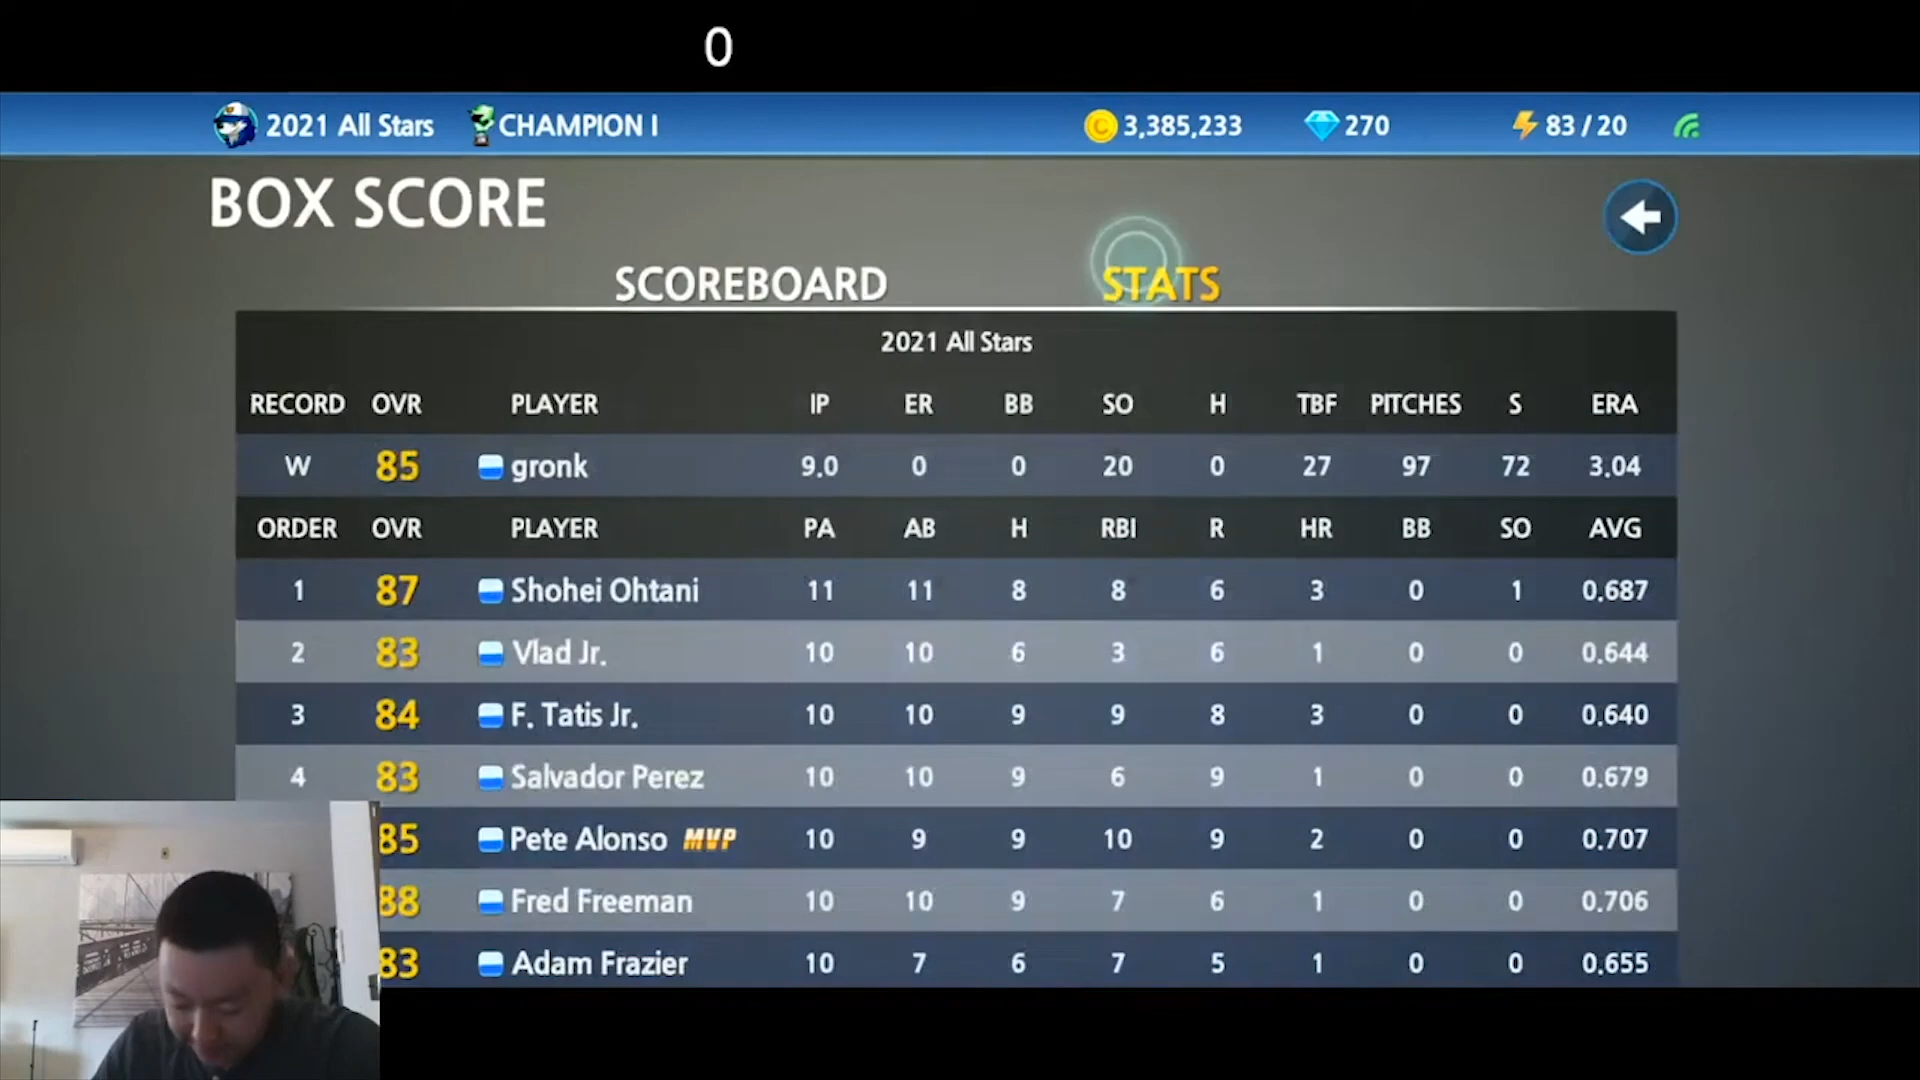 0
2021 All Stars CHAMPION I 3,385,233 270 83 / 20
BOX SCORE
SCOREBOARD STATS
2021 All Stars
RECORD OVR PLAYER IP ER BB SO H TBF PITCHES S ERA
W 85 gronk 9.0 0 0 20 0 27 97 72 3.04
ORDER OVR PLAYER PA AB H RBI R HR BB SO AVG
1 87 Shohei Ohtani 11 11 8 8 6 3 0 1 0.687
2 83 Vlad Jr. 10 10 6 3 6 1 0 0 0.644
3 84 F. Tatis Jr. 10 10 9 9 8 3 0 0 0.640
4 83 Salvador Perez 10 10 9 6 9 1 0 0 0.679
85 Pete Alonso MVP 10 9 9 10 9 2 0 0 0.707
88 Fred Freeman 10 10 9 7 6 1 0 0 0.706
83 Adam Frazier 10 7 6 7 5 1 0 0 0.655